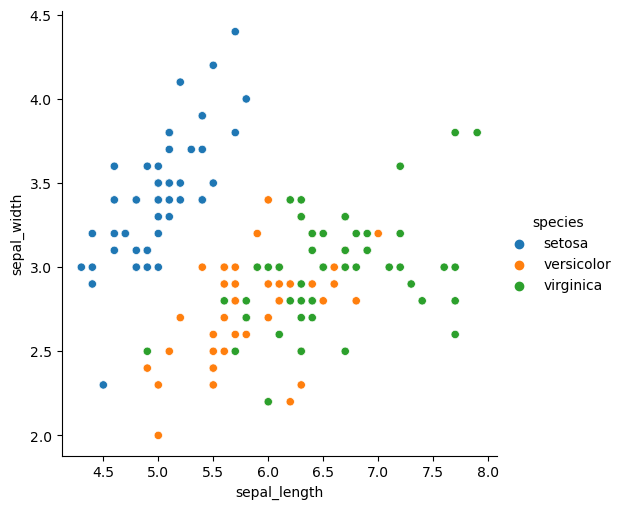 4.5
4.0
3.5
3.0
2.5
2.0
sepal_width
4.5 5.0 5.5 6.0 6.5 7.0 7.5 8.0
sepal_length
species
setosa
versicolor
virginica